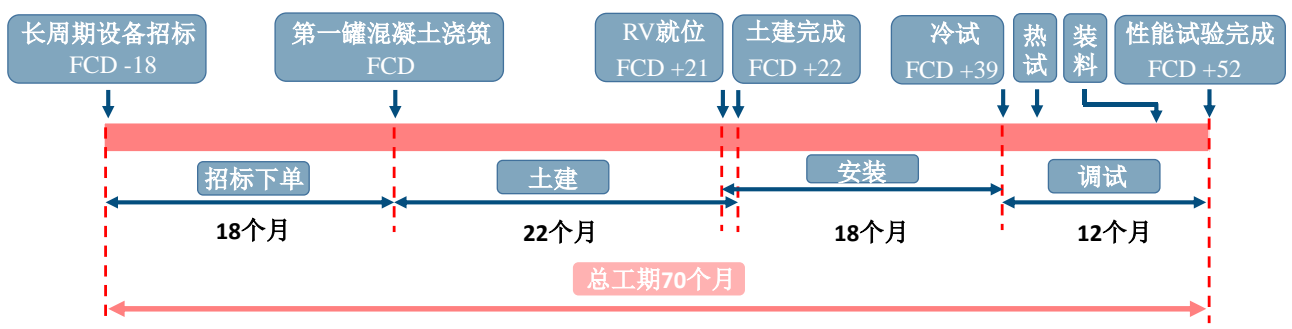 长周期设备招标
FCD -18
第一罐混凝土浇筑
FCD
RV就位
FCD +21
土建完成
FCD +22
冷试
FCD +39
热
试
装
料
性能试验完成
FCD +52
招标下单
土建
安装
调试
18个月
22个月
18个月
12个月
总工期70个月